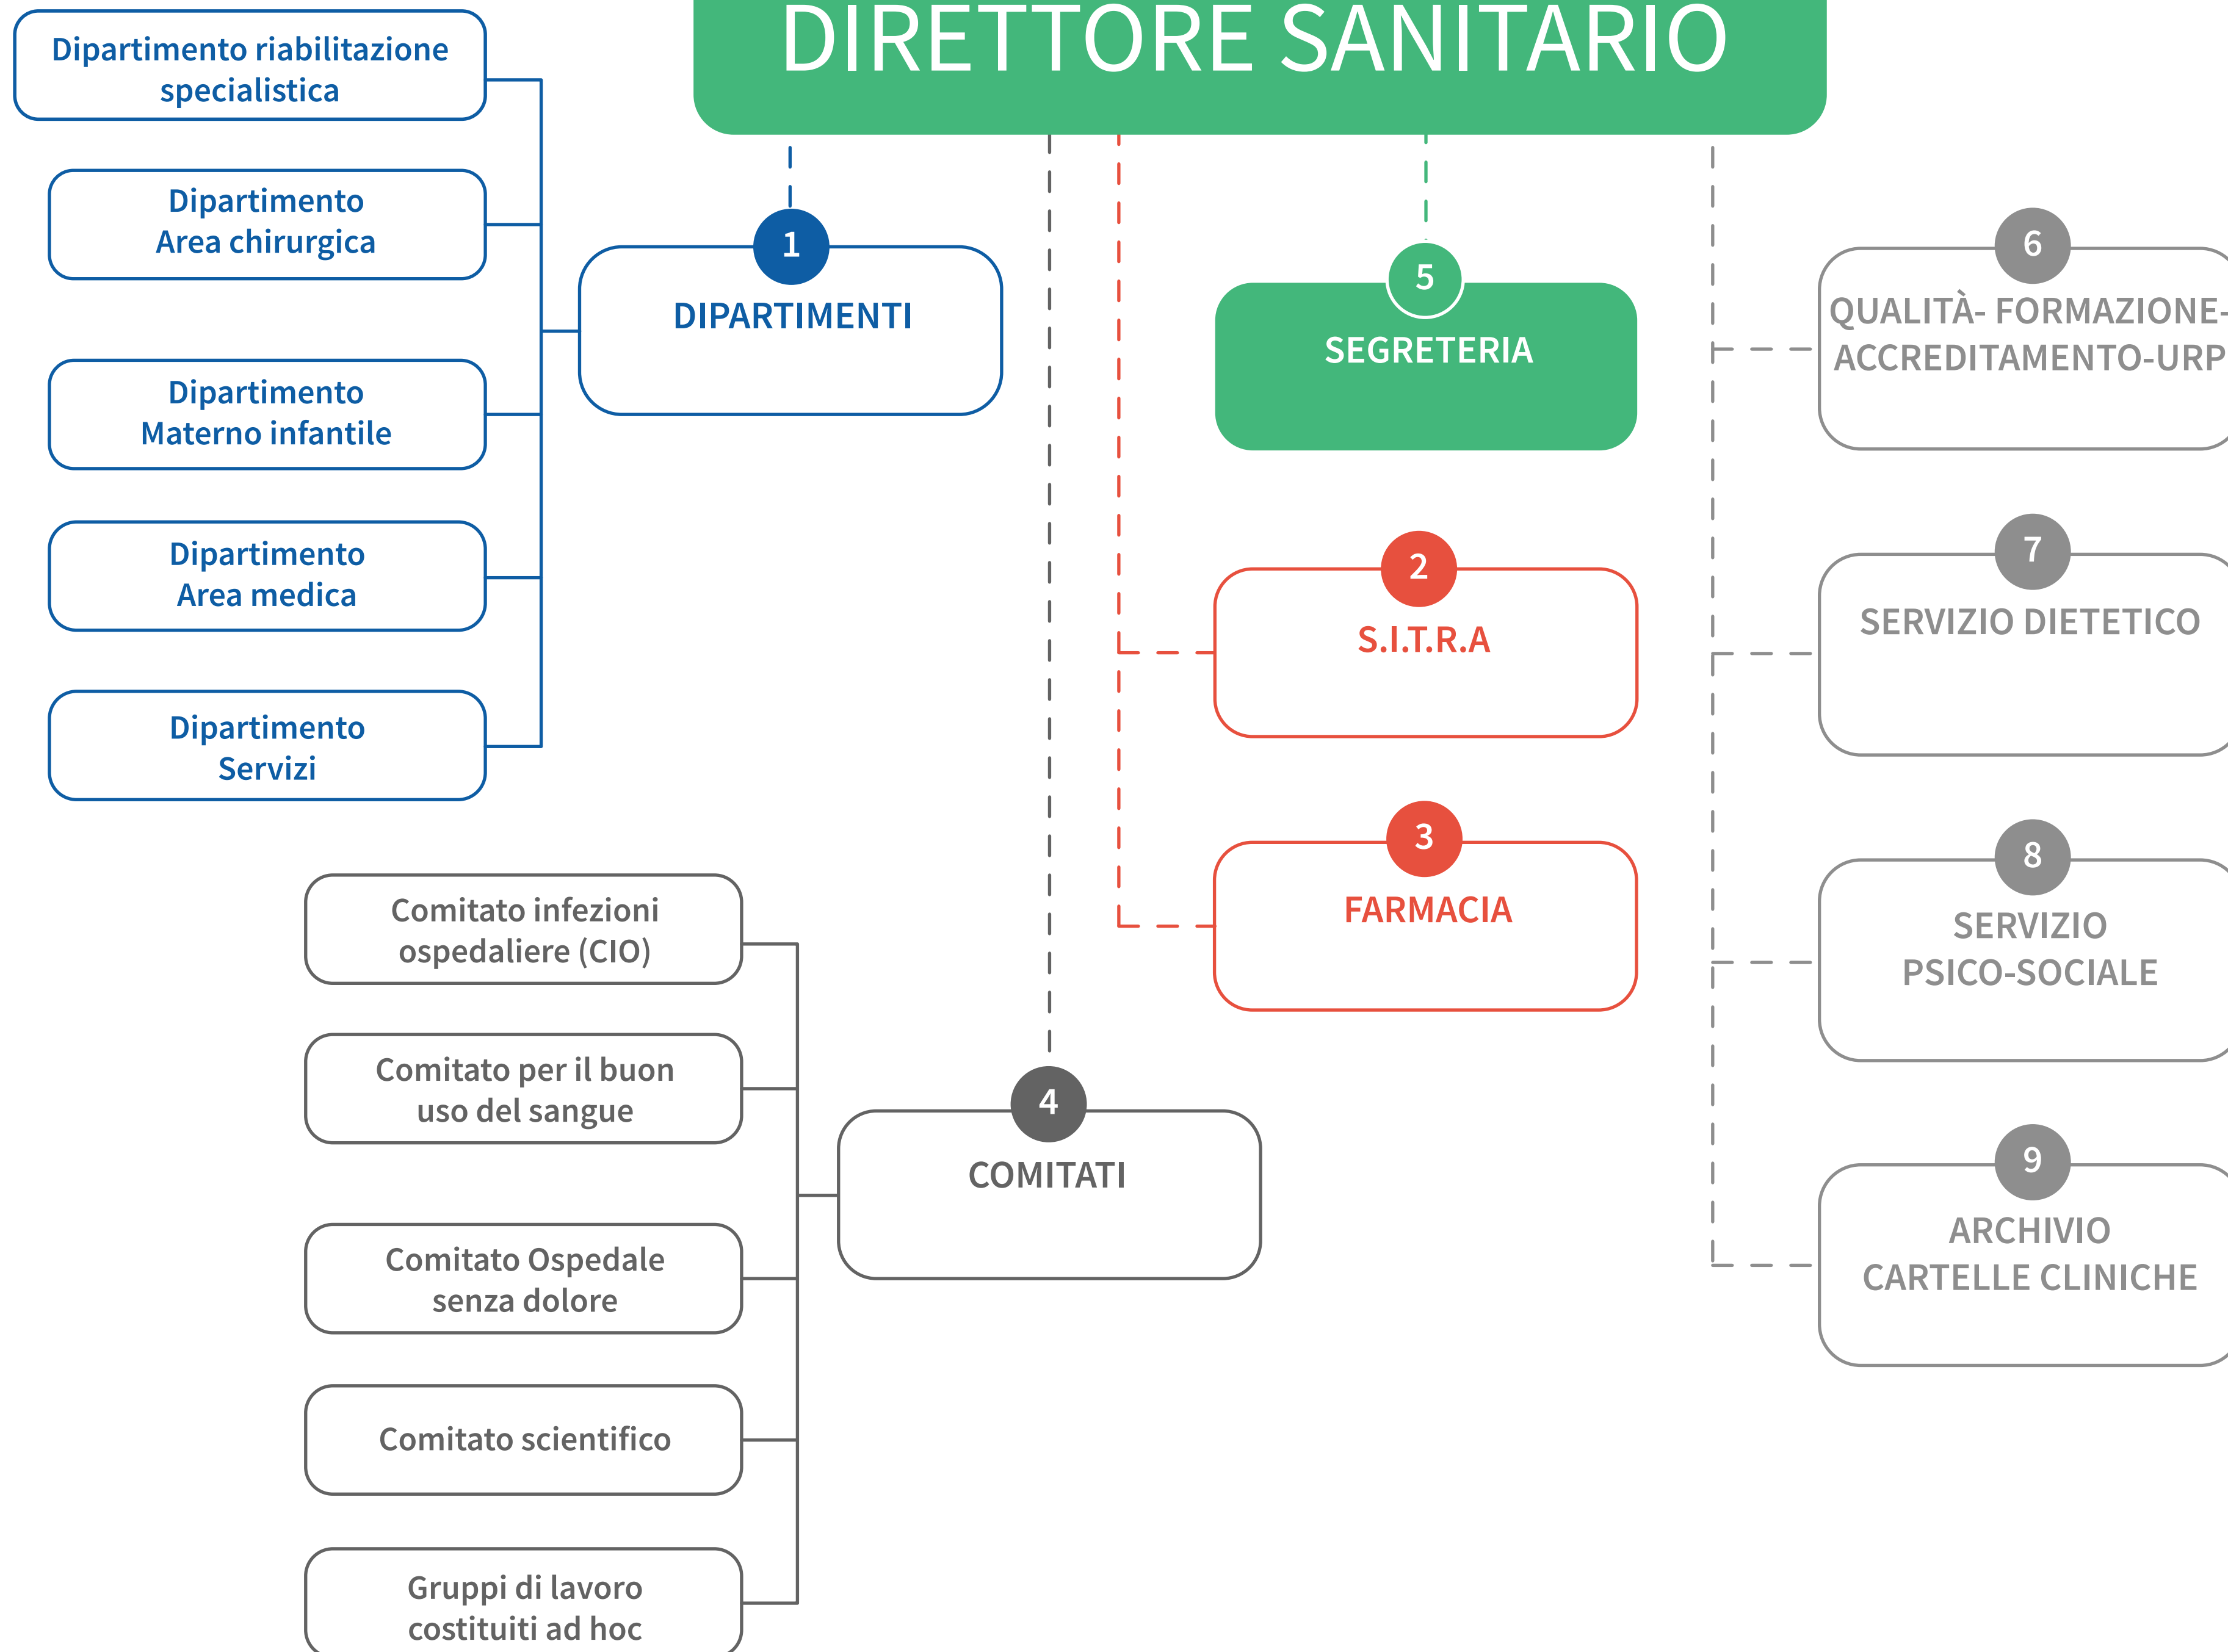 DIRETTORE SANITARIO
Dipartimento riabilitazione
specialistica
Dipartimento
Area chirurgica
Dipartimento
Materno infantile
Dipartimento
Area medica
Dipartimento
Servizi
1
DIPARTIMENTI
5
SEGRETERIA
2
S.I.T.R.A
3
FARMACIA
4
COMITATI
Comitato infezioni
ospedaliere (CIO)
Comitato per il buon
uso del sangue
Comitato Ospedale
senza dolore
Comitato scientifico
Gruppi di lavoro
costituiti ad hoc
6
QUALITÀ- FORMAZIONE-
ACCREDITAMENTO-URP
7
SERVIZIO DIETETICO
8
SERVIZIO
PSICO-SOCIALE
9
ARCHIVIO
CARTELLE CLINICHE